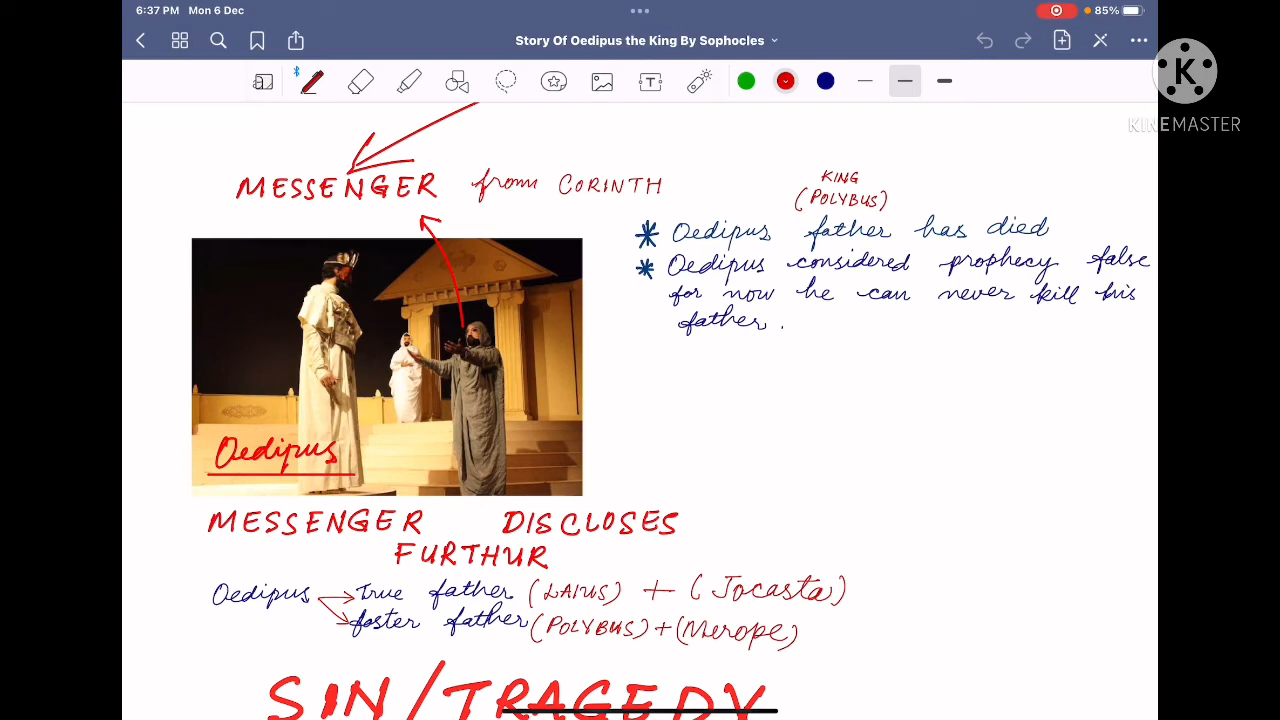 6:37 PM Mon 6 Dec
85%
Story Of Oedipus the King By Sophocles
K
KINEMASTER
MESSENGER from CORINTH
KING
(POLYBUS)
Oedipus father has died
Oedipus considered prophecy false
for now he can never kill his
father.
Oedipus
MESSENGER DISCLOSES
FURTHUR
Oedipus True father (LAIUS) + (Jocasta)
foster father (POLYBUS) + (Merope)
SIN/TRAGEDY